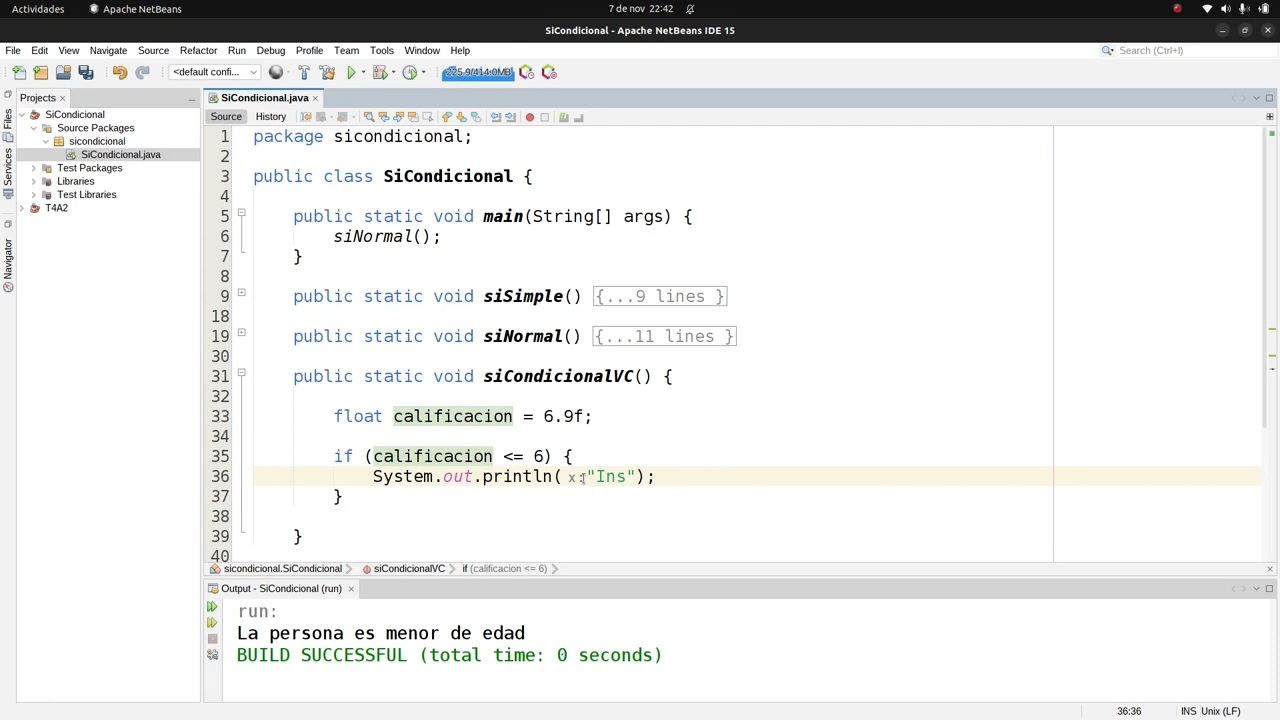 Actividades Apache NetBeans 7 de nov 22:42
SiCondicional - Apache NetBeans IDE 15
File Edit View Navigate Source Refactor Run Debug Profile Team Tools Window Help Search (Ctrl+I)
<default confi... 225.9/414.0MB
Projects SiCondicional.java
Source History
SiCondicional
Source Packages
sicondicional
SiCondicional.java
Test Packages
Libraries
Test Libraries
T4A2
Files
Services
Navigator
1 package sicondicional;
2
3 public class SiCondicional {
4
5 public static void main(String[] args) {
6 siNormal();
7 }
8
9 public static void siSimple() {...9 lines }
18
19 public static void siNormal() {...11 lines }
30
31 public static void siCondicionalVC() {
32
33 float calificacion = 6.9f;
34
35 if (calificacion <= 6) {
36 System.out.println( x: "Ins");
37 }
38
39 }
40
sicondicional.SiCondicional siCondicionalVC if (calificacion <= 6)
Output - SiCondicional (run)
run:
La persona es menor de edad
BUILD SUCCESSFUL (total time: 0 seconds)
36:36 INS Unix (LF)